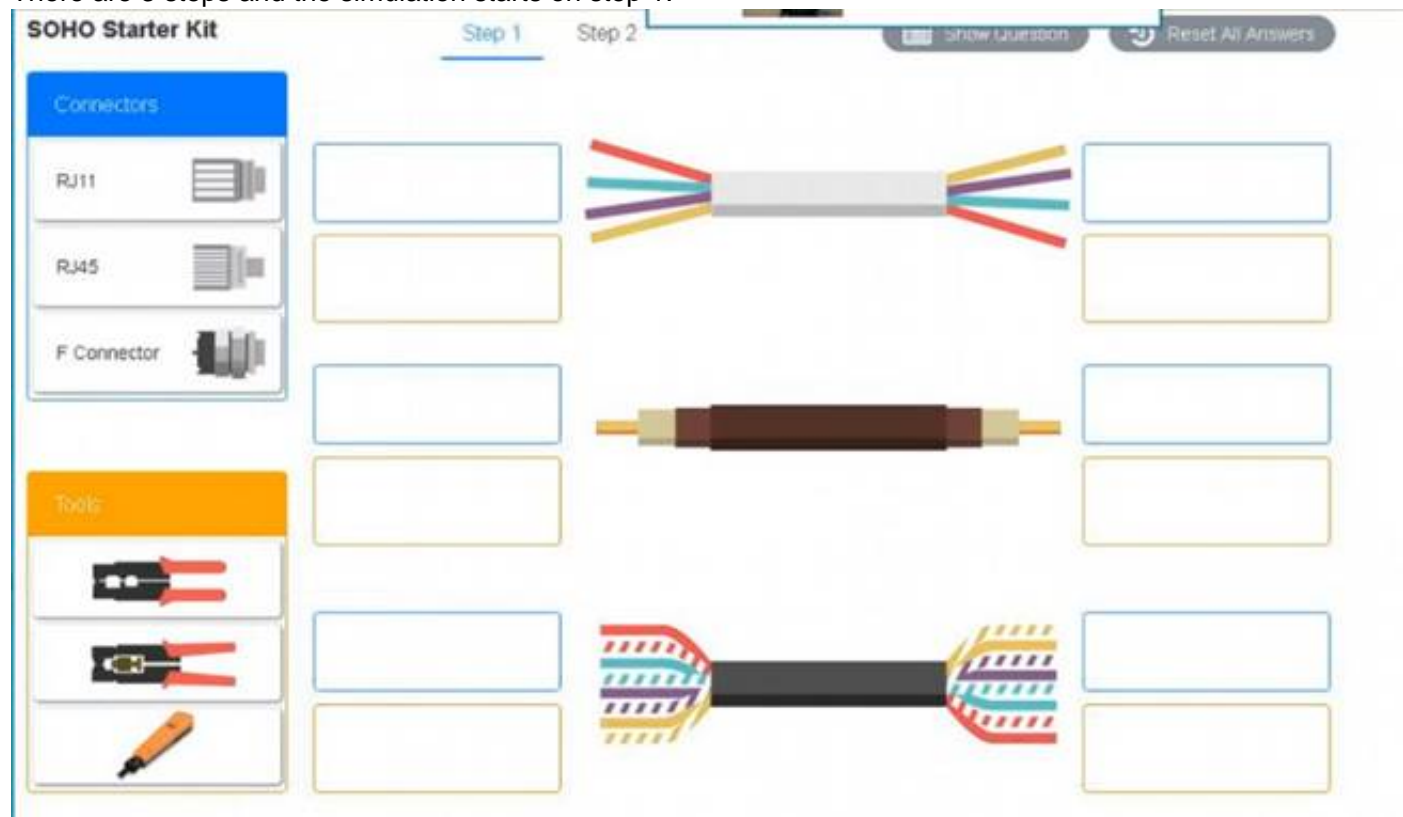 SOHO Starter Kit
Step 1
Step 2
Show Question
Reset All Answers
Connectors
RJ11
RJ45
F Connector
Tools